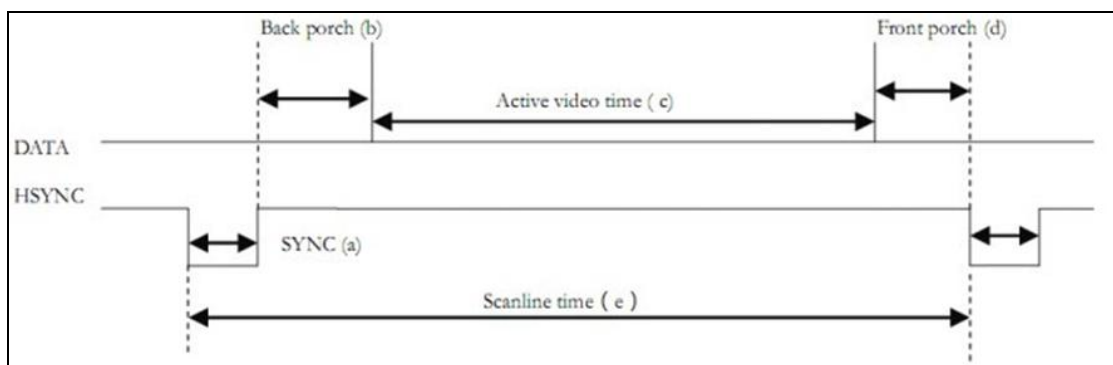 Back porch (b)
Front porch (d)
Active video time ( c)
DATA
HSYNC
SYNC (a)
Scanline time ( e )